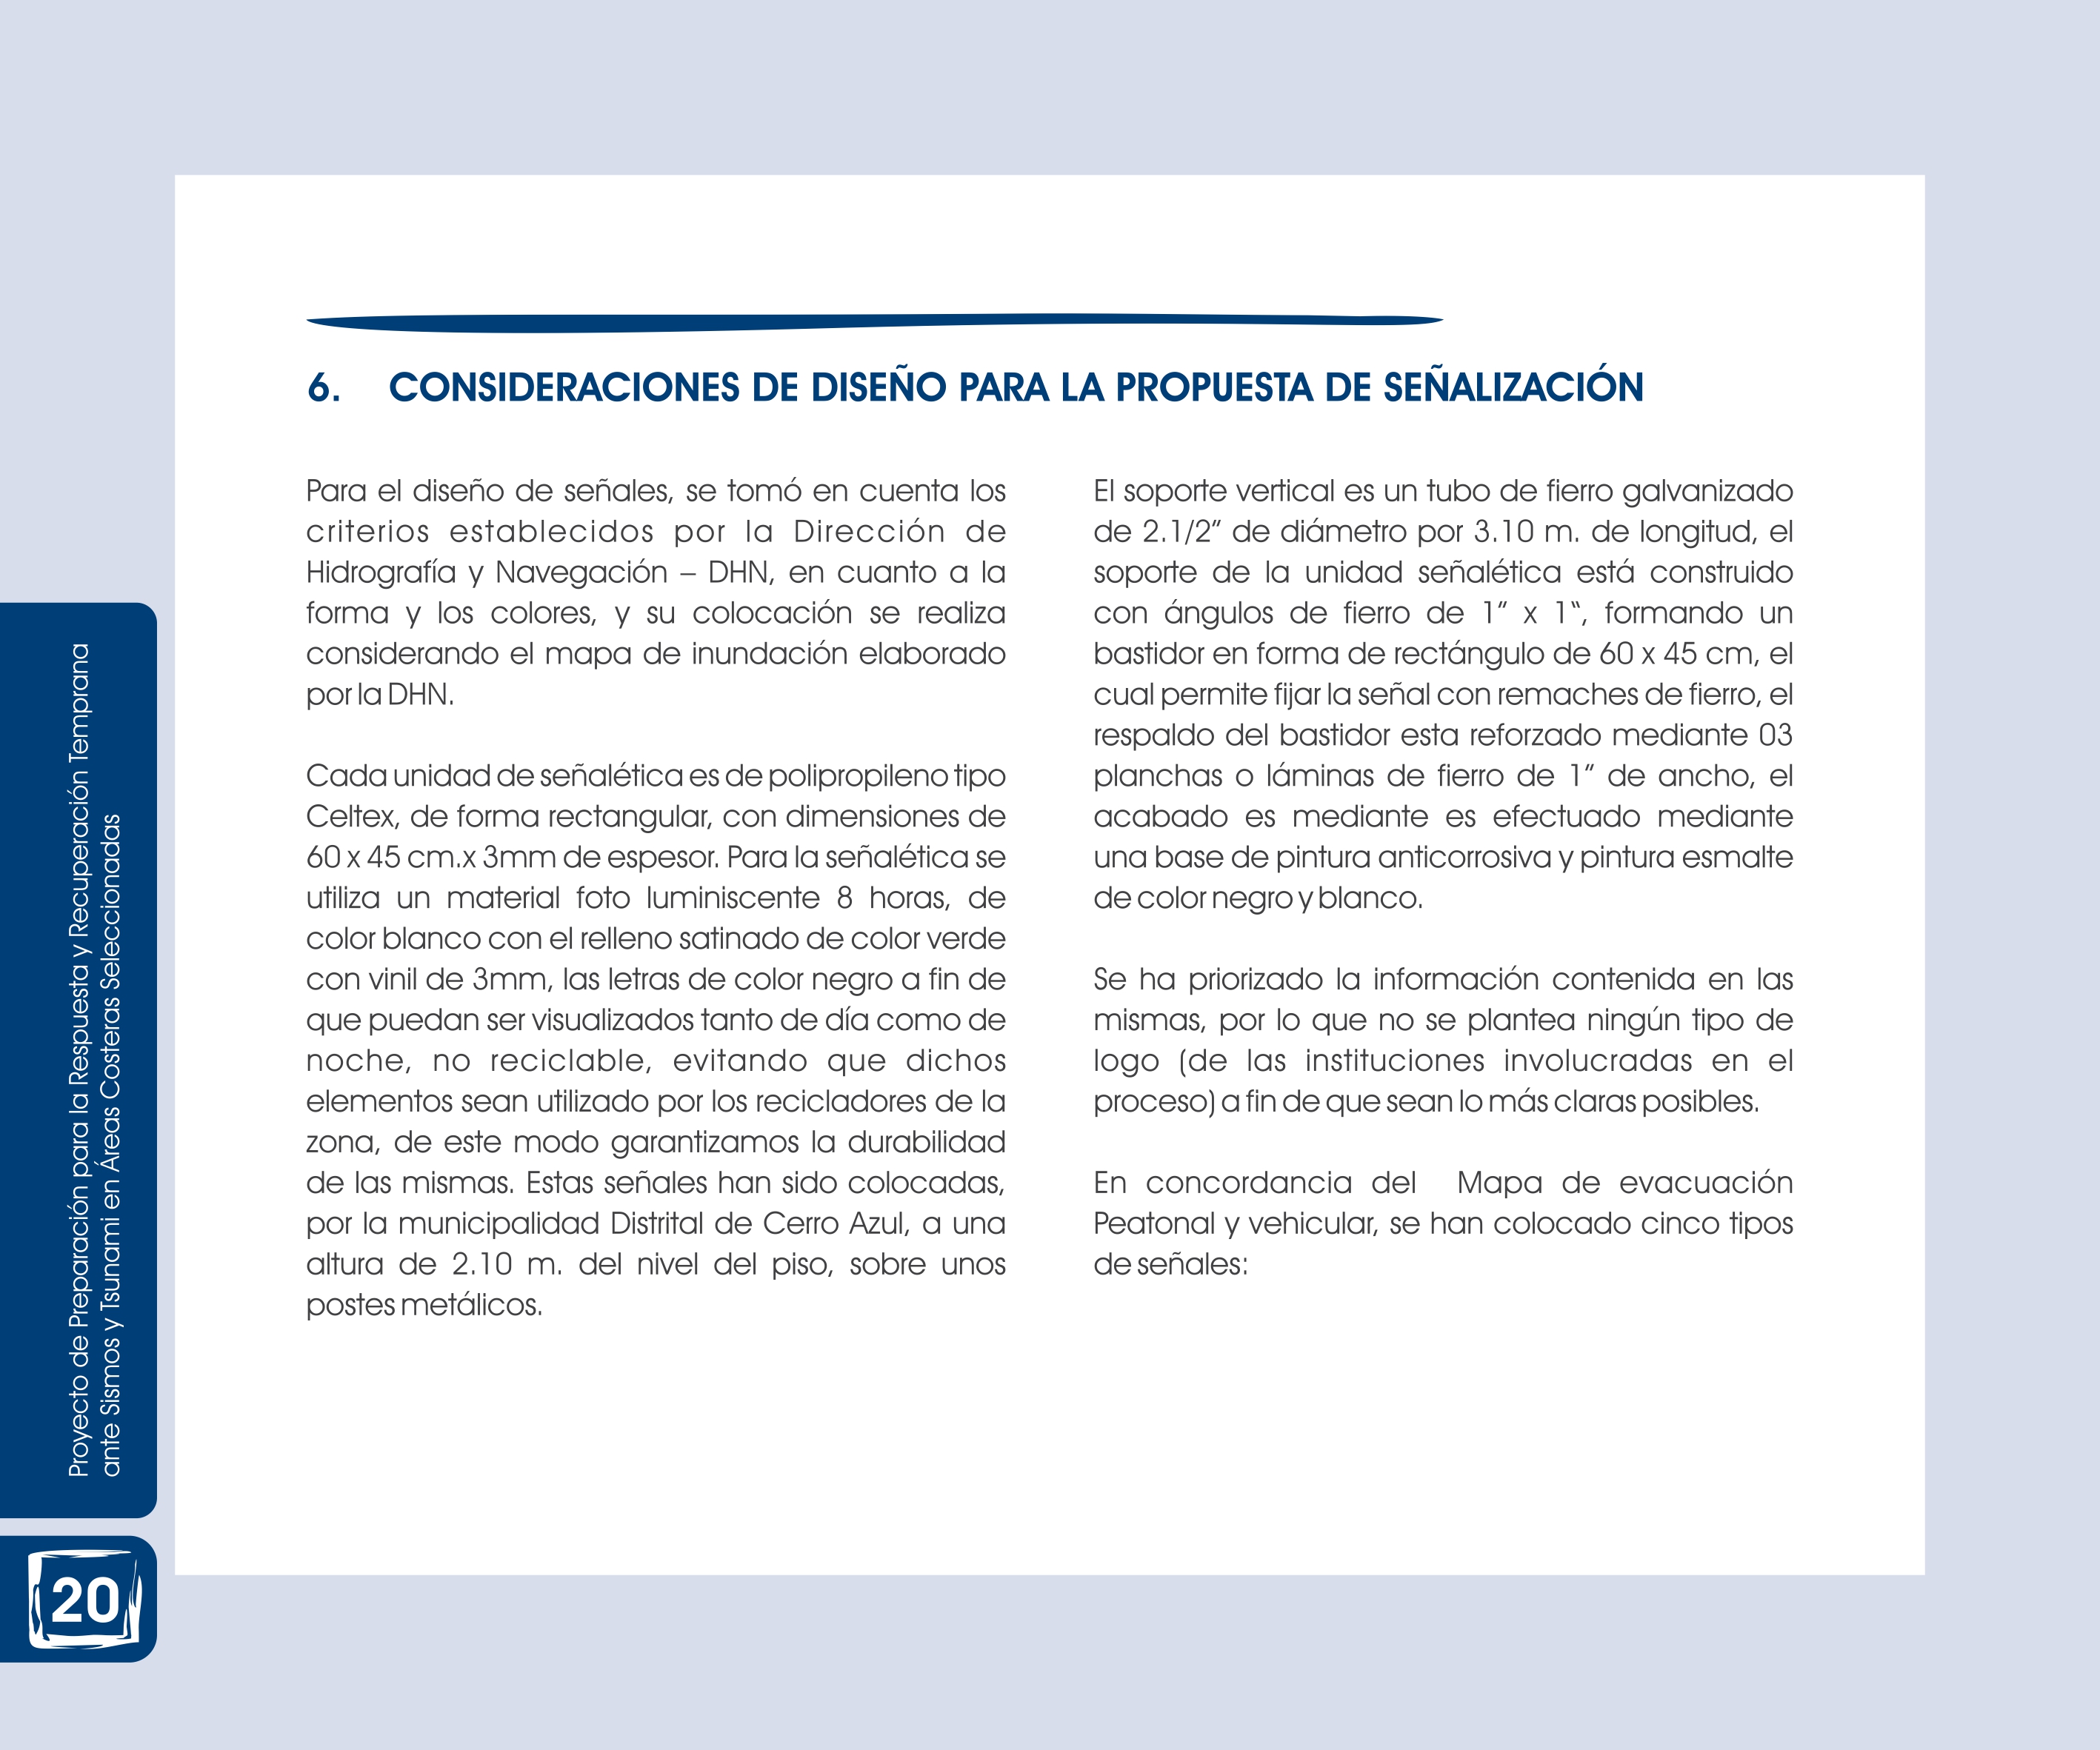 6. CONSIDERACIONES DE DISEÑO PARA LA PROPUESTA DE SEÑALIZACIÓN
Para el diseño de señales, se tomó en cuenta los
criterios establecidos por la Dirección de
Hidrografía y Navegación – DHN, en cuanto a la
forma y los colores, y su colocación se realiza
considerando el mapa de inundación elaborado
por la DHN.
Cada unidad de señalética es de polipropileno tipo
Celtex, de forma rectangular, con dimensiones de
60 x 45 cm.x 3mm de espesor. Para la señalética se
utiliza un material foto luminiscente 8 horas, de
color blanco con el relleno satinado de color verde
con vinil de 3mm, las letras de color negro a fin de
que puedan ser visualizados tanto de día como de
noche, no reciclable, evitando que dichos
elementos sean utilizado por los recicladores de la
zona, de este modo garantizamos la durabilidad
de las mismas. Estas señales han sido colocadas,
por la municipalidad Distrital de Cerro Azul, a una
altura de 2.10 m. del nivel del piso, sobre unos
postes metálicos.
El soporte vertical es un tubo de fierro galvanizado
de 2.1/2” de diámetro por 3.10 m. de longitud, el
soporte de la unidad señalética está construido
con ángulos de fierro de 1” x 1“, formando un
bastidor en forma de rectángulo de 60 x 45 cm, el
cual permite fijar la señal con remaches de fierro, el
respaldo del bastidor esta reforzado mediante 03
planchas o láminas de fierro de 1” de ancho, el
acabado es mediante es efectuado mediante
una base de pintura anticorrosiva y pintura esmalte
de color negro y blanco.
Se ha priorizado la información contenida en las
mismas, por lo que no se plantea ningún tipo de
logo (de las instituciones involucradas en el
proceso) a fin de que sean lo más claras posibles.
En concordancia del Mapa de evacuación
Peatonal y vehicular, se han colocado cinco tipos
de señales:
Proyecto de Preparación para la Respuesta y Recuperación Temprana
ante Sismos y Tsunami en Áreas Costeras Seleccionadas
20